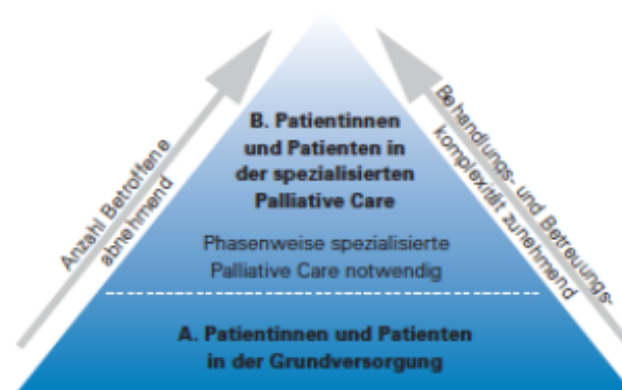 Anzahl Betroffene
abnehmend
Behandlungs- und Betreuungs-
komplexität zunehmend
B. Patientinnen
und Patienten in
der spezialisierten
Palliative Care
Phasenweise spezialisierte
Palliative Care notwendig
A. Patientinnen und Patienten
in der Grundversorgung